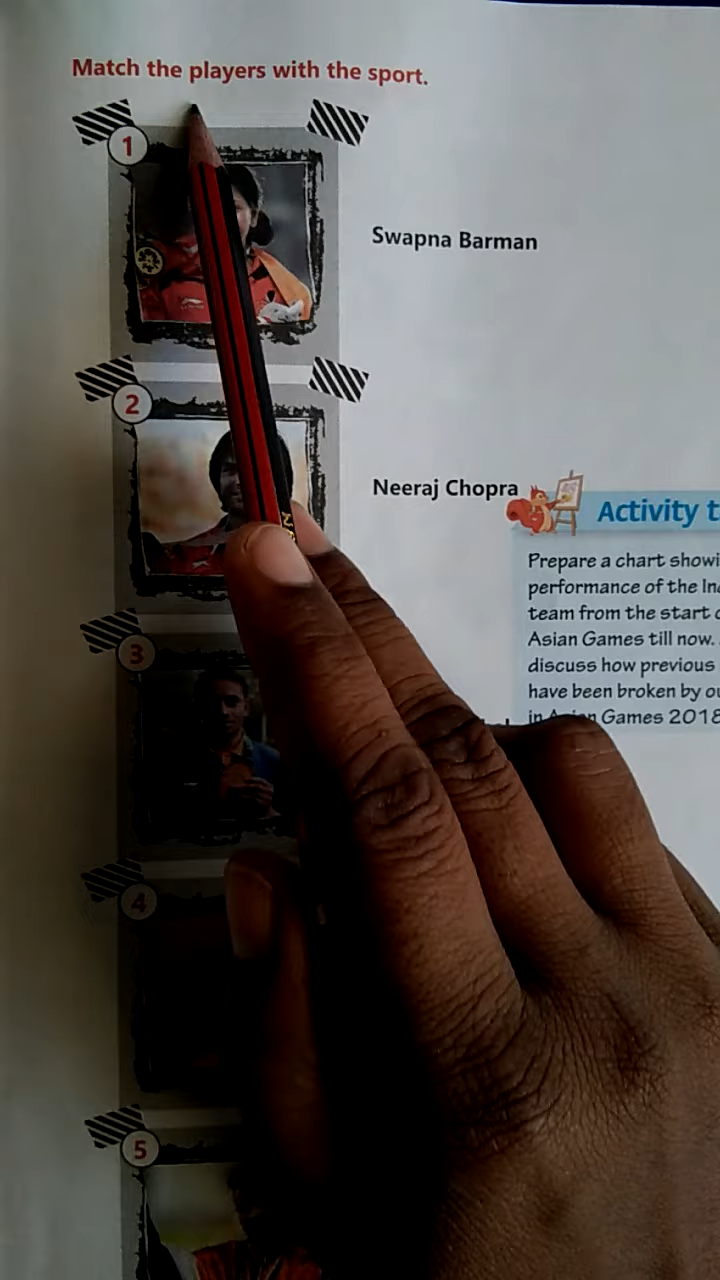 Match the players with the sport.
1
Swapna Barman
2
Neeraj Chopra
Activity t
Prepare a chart showi
performance of the In
team from the start
Asian Games till now.
discuss how previous
have been broken by
in Asian Games 2018
3
4
5